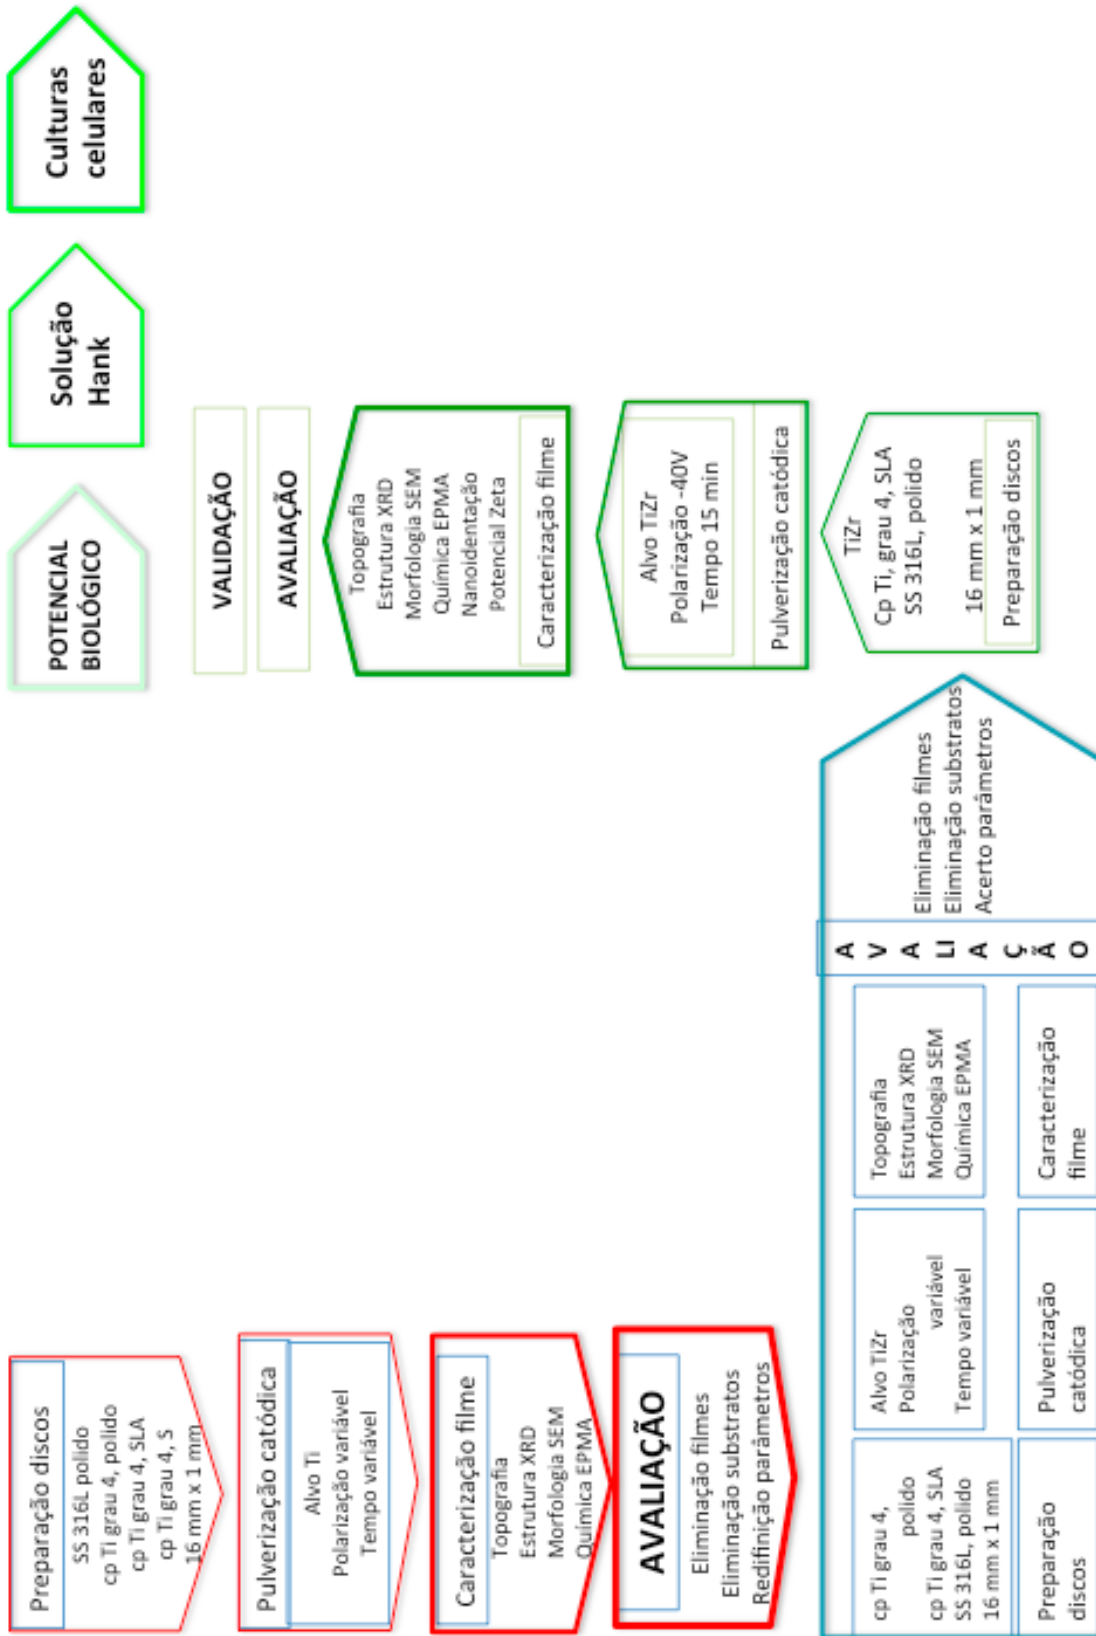 Preparação discos
SS 316L polido
cp Ti grau 4, polido
cp Ti grau 4, SLA
cp Ti grau 4, S
16 mm x 1 mm
Pulverização catódica
Alvo Ti
Polarização variável
Tempo variável
Caracterização filme
Topografia
Estrutura XRD
Morfologia SEM
Química EPMA
AVALIAÇÃO
Eliminação filmes
Eliminação substratos
Redifinição parâmetros
cp Ti grau 4,
polido
cp Ti grau 4, SLA
SS 316L, polido
16 mm x 1 mm
Preparação
discos
Alvo TiZr
Polarização
variável
Tempo variável
Pulverização
catódica
Topografia
Estrutura XRD
Morfologia SEM
Química EPMA
Caracterização
filme
A
V
A
LI
A
Ç
Ã
O
Eliminação filmes
Eliminação substratos
Acerto parâmetros
TiZr
Cp Ti, grau 4, SLA
SS 316L, polido
16 mm x 1 mm
Preparação discos
Alvo TiZr
Polarização -40V
Tempo 15 min
Pulverização catódica
Topografia
Estrutura XRD
Morfologia SEM
Química EPMA
Nanoidentação
Potencial Zeta
Caracterização filme
AVALIAÇÃO
VALIDAÇÃO
POTENCIAL
BIOLÓGICO
Solução
Hank
Culturas
celulares